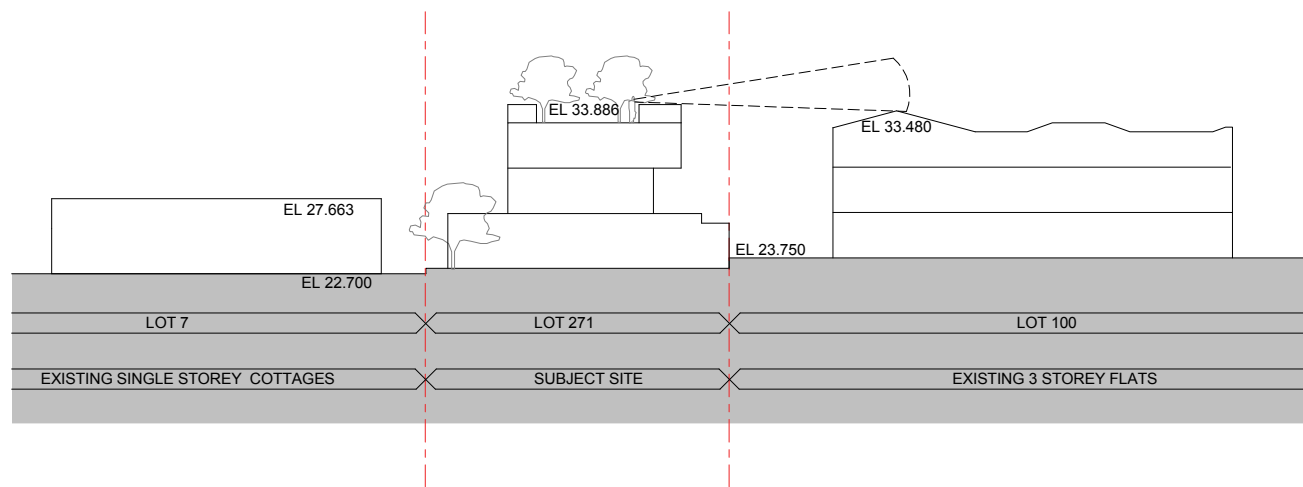 EL 33.886
EL 33.480
EL 27.663
EL 23.750
EL 22.700
LOT 7
LOT 271
LOT 100
EXISTING SINGLE STOREY COTTAGES
SUBJECT SITE
EXISTING 3 STOREY FLATS